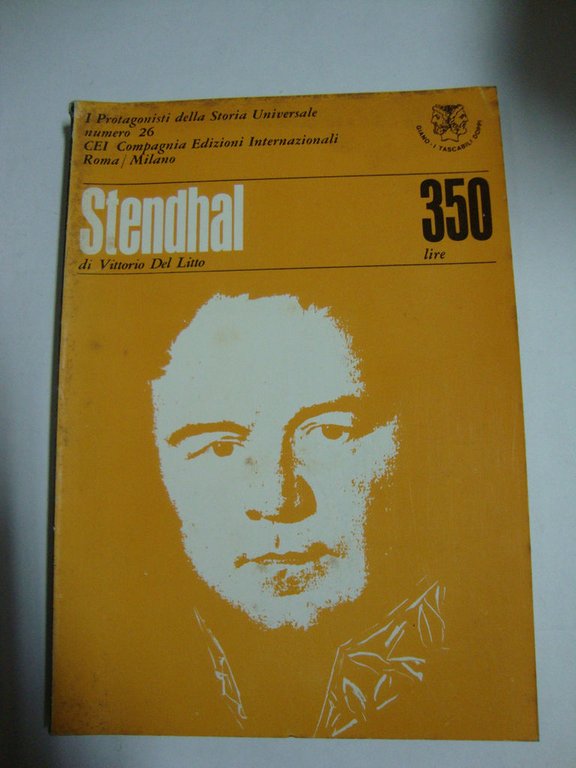 I Protagonisti della Storia Universale
numero 26
CEI Compagnia Edizioni Internazionali
Roma / Milano
GIANO - I TASCABILI DOPPI
Stendhal
350
di Vittorio Del Litto
lire